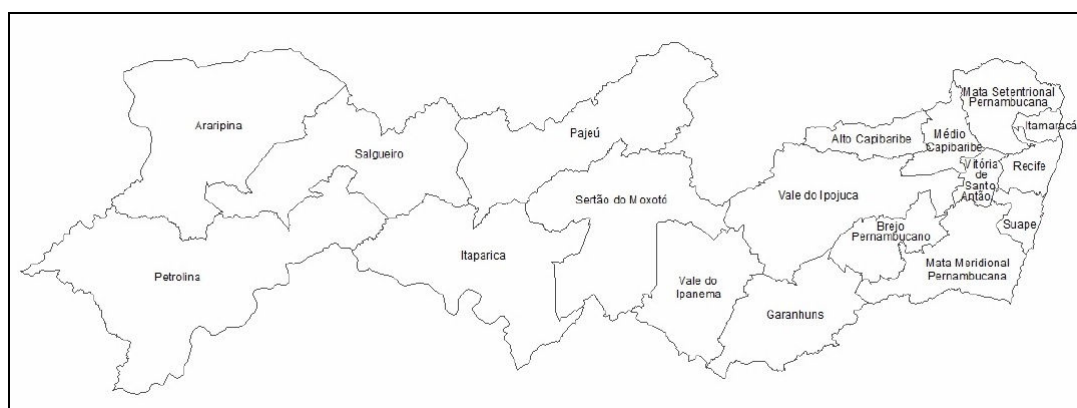 Mata Setentrional
Pernambucana
Araripina
Itamaracá
Pajeú
Alto Capibaribe
Médio
Capibaribe
Salgueiro
Recife
Vitória
de
Santo
Antão
Sertão do Moxotó
Vale do Ipojuca
Suape
Brejo
Pernambucano
Itaparica
Mata Meridional
Pernambucana
Petrolina
Vale do
Ipanema
Garanhuns